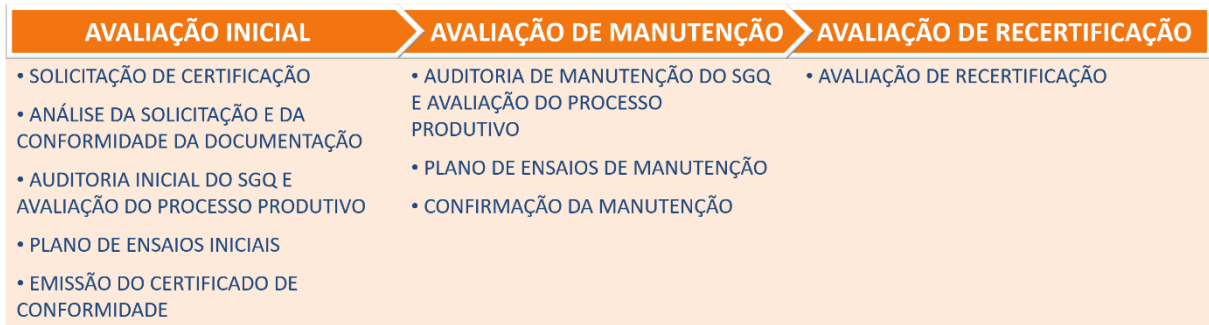 AVALIAÇÃO INICIAL
AVALIAÇÃO DE MANUTENÇÃO
AVALIAÇÃO DE RECERTIFICAÇÃO
• SOLICITAÇÃO DE CERTIFICAÇÃO
• ANÁLISE DA SOLICITAÇÃO E DA
CONFORMIDADE DA DOCUMENTAÇÃO
• AUDITORIA INICIAL DO SGQ E
AVALIAÇÃO DO PROCESSO PRODUTIVO
• PLANO DE ENSAIOS INICIAIS
• EMISSÃO DO CERTIFICADO DE
CONFORMIDADE
• AUDITORIA DE MANUTENÇÃO DO SGQ
E AVALIAÇÃO DO PROCESSO
PRODUTIVO
• PLANO DE ENSAIOS DE MANUTENÇÃO
• CONFIRMAÇÃO DA MANUTENÇÃO
• AVALIAÇÃO DE RECERTIFICAÇÃO